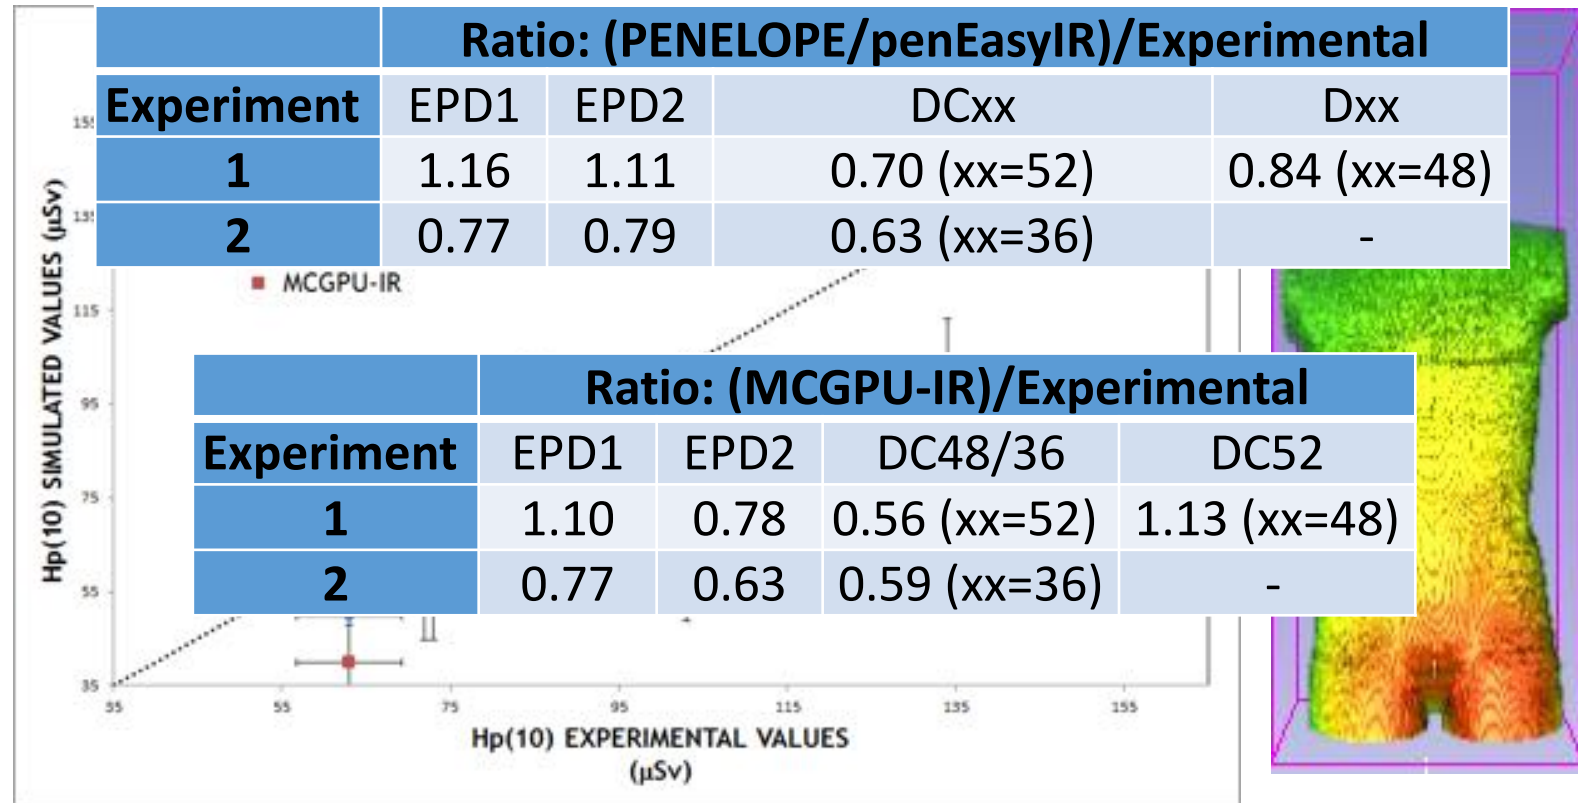 Ratio: (PENELOPE/penEasyIR)/Experimental
Experiment EPD1 EPD2 DCxx Dxx
1 1.16 1.11 0.70 (xx=52) 0.84 (xx=48)
2 0.77 0.79 0.63 (xx=36) -
MCGPU-IR
Ratio: (MCGPU-IR)/Experimental
Experiment EPD1 EPD2 DC48/36 DC52
1 1.10 0.78 0.56 (xx=52) 1.13 (xx=48)
2 0.77 0.63 0.59 (xx=36) -
Hp(10) SIMULATED VALUES (μSv)
115
95
75
55
35
35 55 75 95 115 135 155
Hp(10) EXPERIMENTAL VALUES
(μSv)